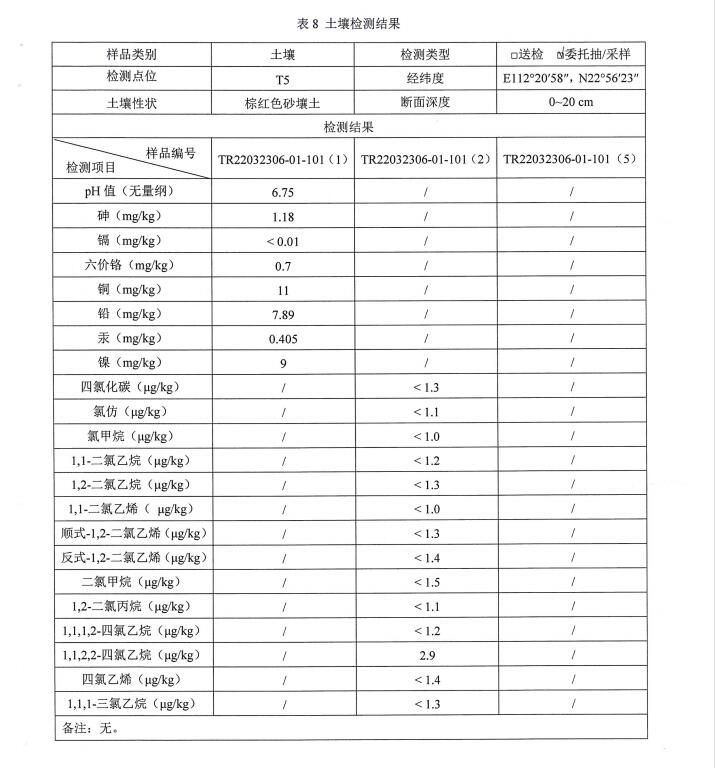 表 8 土壤检测结果
样品类别 土壤 检测类型 □送检 ☑委托抽/采样
检测点位 T5 经纬度 E112°20′58″，N22°56′23″
土壤性状 棕红色砂壤土 断面深度 0~20 cm
检测结果
样品编号
检测项目 TR22032306-01-101（1） TR22032306-01-101（2） TR22032306-01-101（5）
pH 值（无量纲） 6.75 / /
砷（mg/kg） 1.18 / /
镉（mg/kg） < 0.01 / /
六价铬（mg/kg） 0.7 / /
铜（mg/kg） 11 / /
铅（mg/kg） 7.89 / /
汞（mg/kg） 0.405 / /
镍（mg/kg） 9 / /
四氯化碳（μg/kg） / < 1.3 /
氯仿（μg/kg） / < 1.1 /
氯甲烷（μg/kg） / < 1.0 /
1,1-二氯乙烷（μg/kg） / < 1.2 /
1,2-二氯乙烷（μg/kg） / < 1.3 /
1,1-二氯乙烯（ μg/kg） / < 1.0 /
顺式-1,2-二氯乙烯（μg/kg） / < 1.3 /
反式-1,2-二氯乙烯（μg/kg） / < 1.4 /
二氯甲烷（μg/kg） / < 1.5 /
1,2-二氯丙烷（μg/kg） / < 1.1 /
1,1,1,2-四氯乙烷（μg/kg） / < 1.2 /
1,1,2,2-四氯乙烷（μg/kg） / 2.9 /
四氯乙烯（μg/kg） / < 1.4 /
1,1,1-三氯乙烷（μg/kg） / < 1.3 /
备注：无。